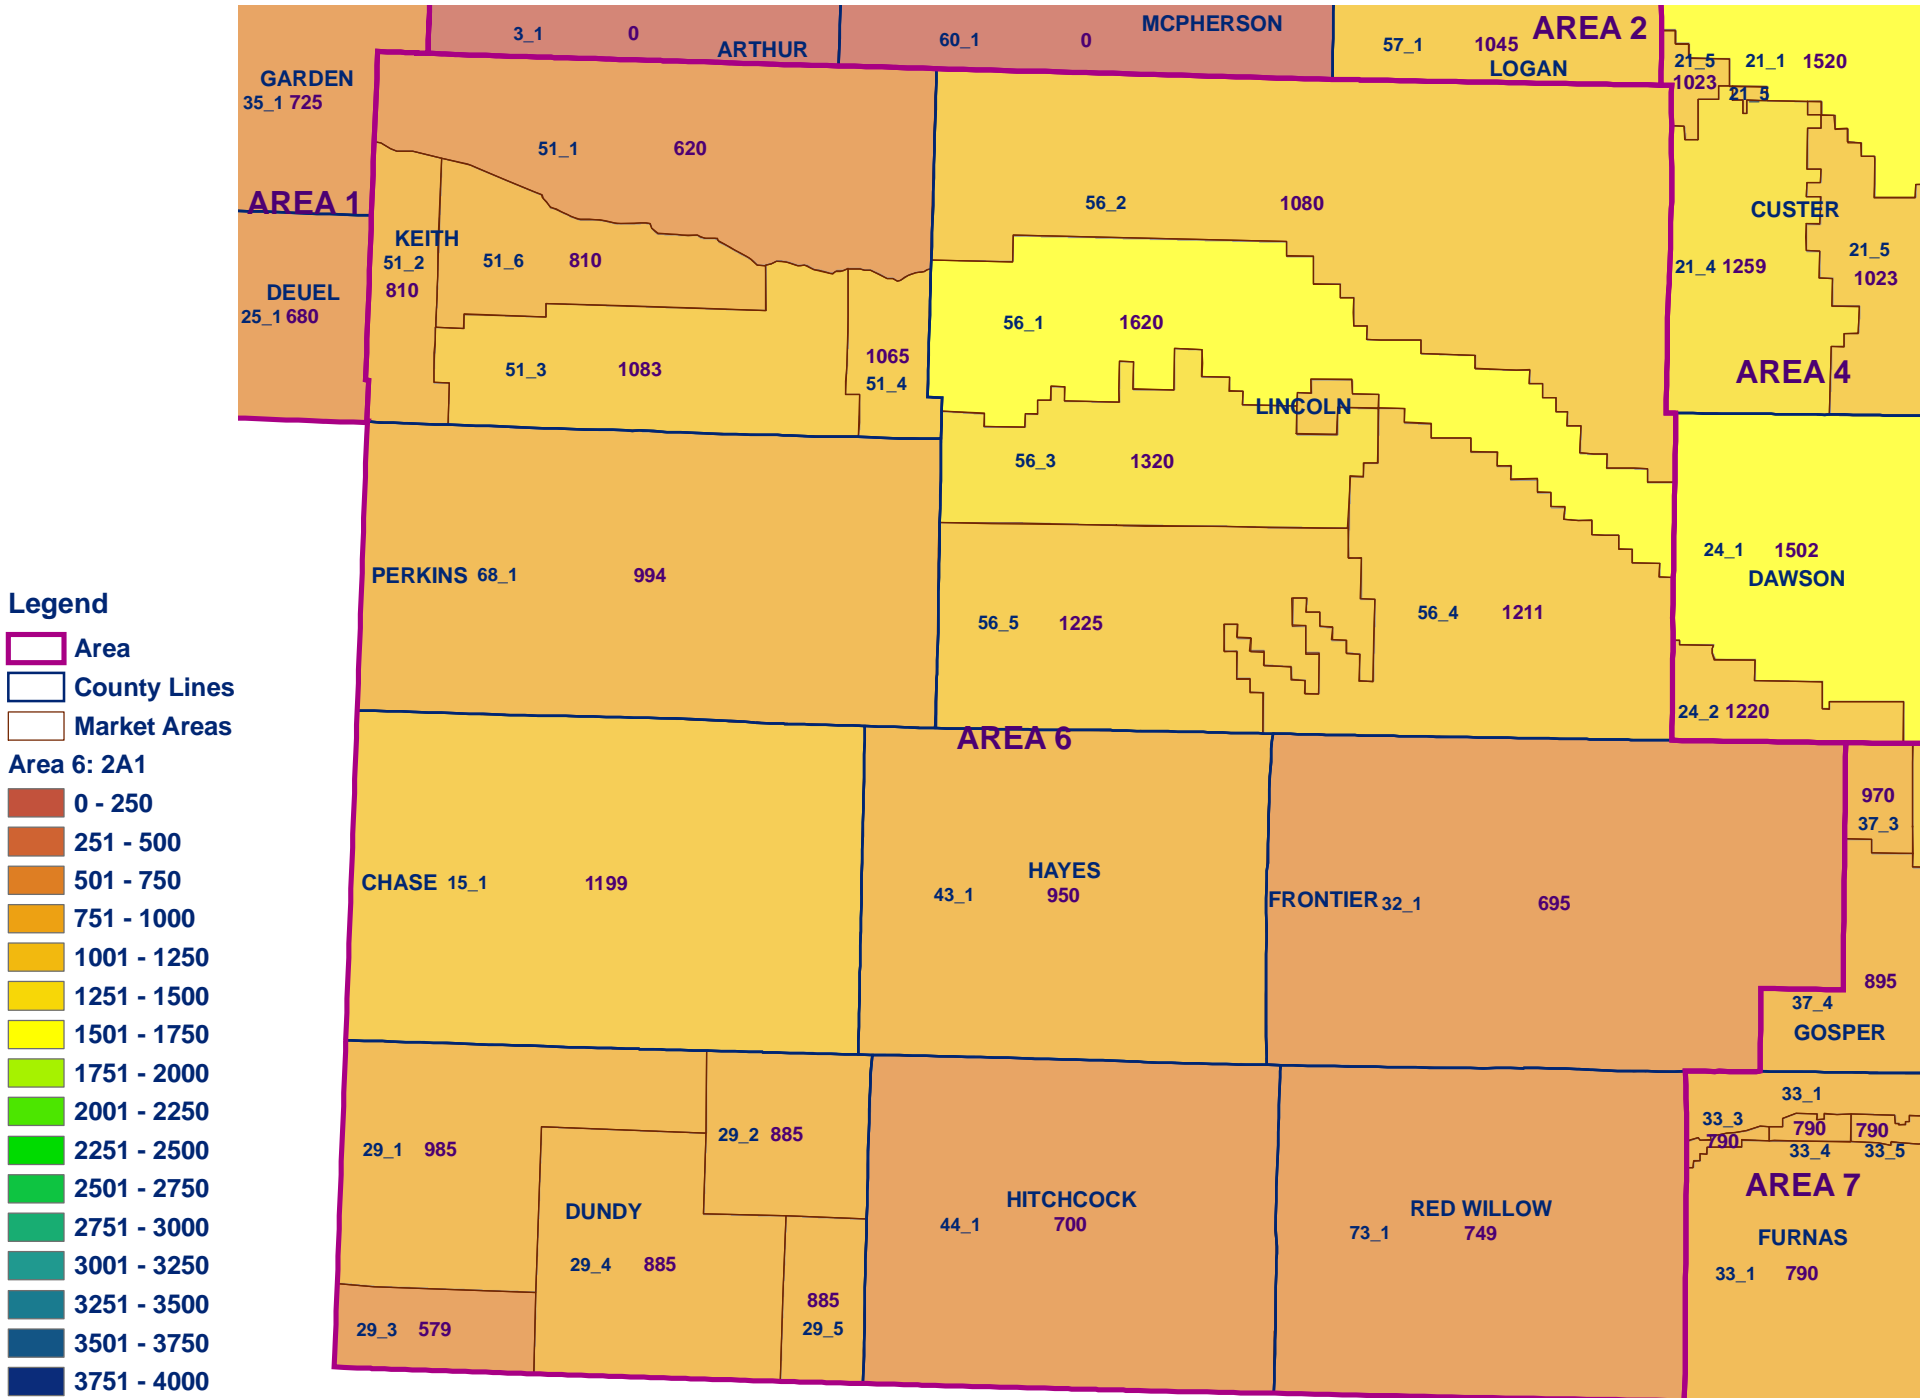 3_1 0 ARTHUR
60_1 0 MCPHERSON
57_1 1045 AREA 2
LOGAN
21_5 21_1 1520
1023
21_5
GARDEN
35_1 725
51_1 620
AREA 1
56_2 1080
CUSTER
KEITH
51_2
810
51_6 810
21_4 1259
21_5
1023
DEUEL
25_1 680
56_1 1620
51_3 1083
1065
51_4
AREA 4
LINCOLN
56_3 1320
PERKINS 68_1 994
24_1 1502
DAWSON
56_5 1225
56_4 1211
24_2 1220
AREA 6
970
37_3
CHASE 15_1 1199
HAYES
43_1 950
FRONTIER 32_1 695
895
37_4
GOSPER
33_1
33_3
790
790
790
33_4
33_5
29_1 985
29_2 885
AREA 7
DUNDY
29_4 885
HITCHCOCK
44_1 700
RED WILLOW
73_1 749
FURNAS
33_1 790
885
29_5
29_3 579
Legend
Area
County Lines
Market Areas
Area 6: 2A1
0 - 250
251 - 500
501 - 750
751 - 1000
1001 - 1250
1251 - 1500
1501 - 1750
1751 - 2000
2001 - 2250
2251 - 2500
2501 - 2750
2751 - 3000
3001 - 3250
3251 - 3500
3501 - 3750
3751 - 4000